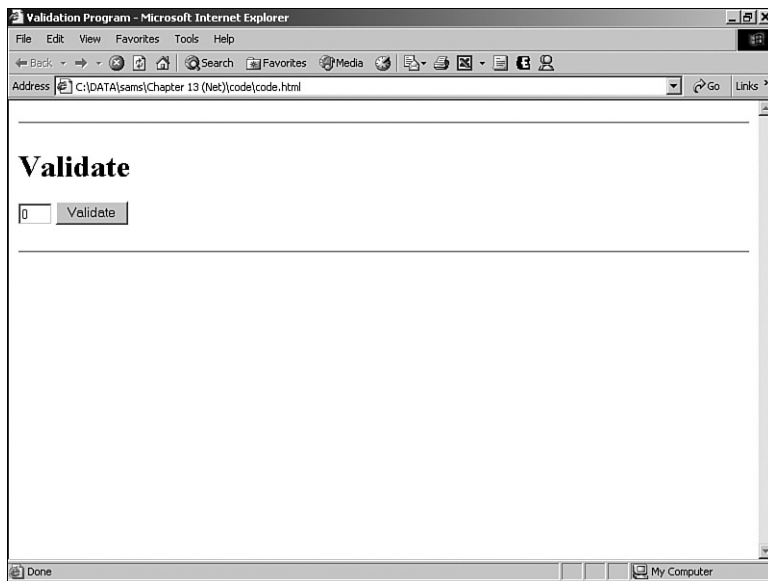 Validation Program - Microsoft Internet Explorer
File Edit View Favorites Tools Help
Back Search Favorites Media
Address C:\DATA\sams\Chapter 13 (Net)\code\code.html Go Links »
Validate
0 Validate
Done My Computer